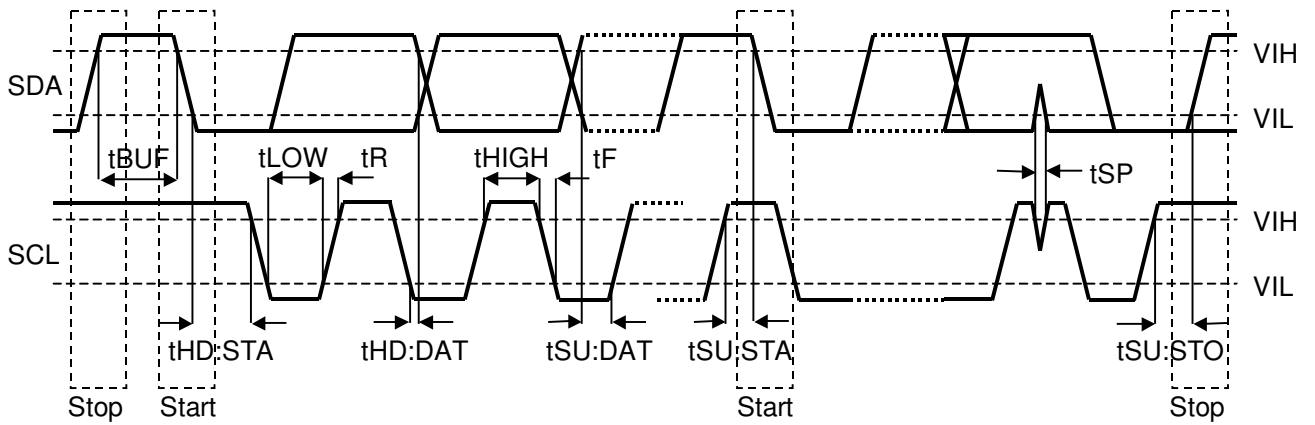 SDA
VIH
VIL
tBUF
tLOW
tR
tHIGH
tF
tSP
SCL
VIH
VIL
tHD:STA
tHD:DAT
tSU:DAT
tSU:STA
tSU:STO
Stop
Start
Start
Stop